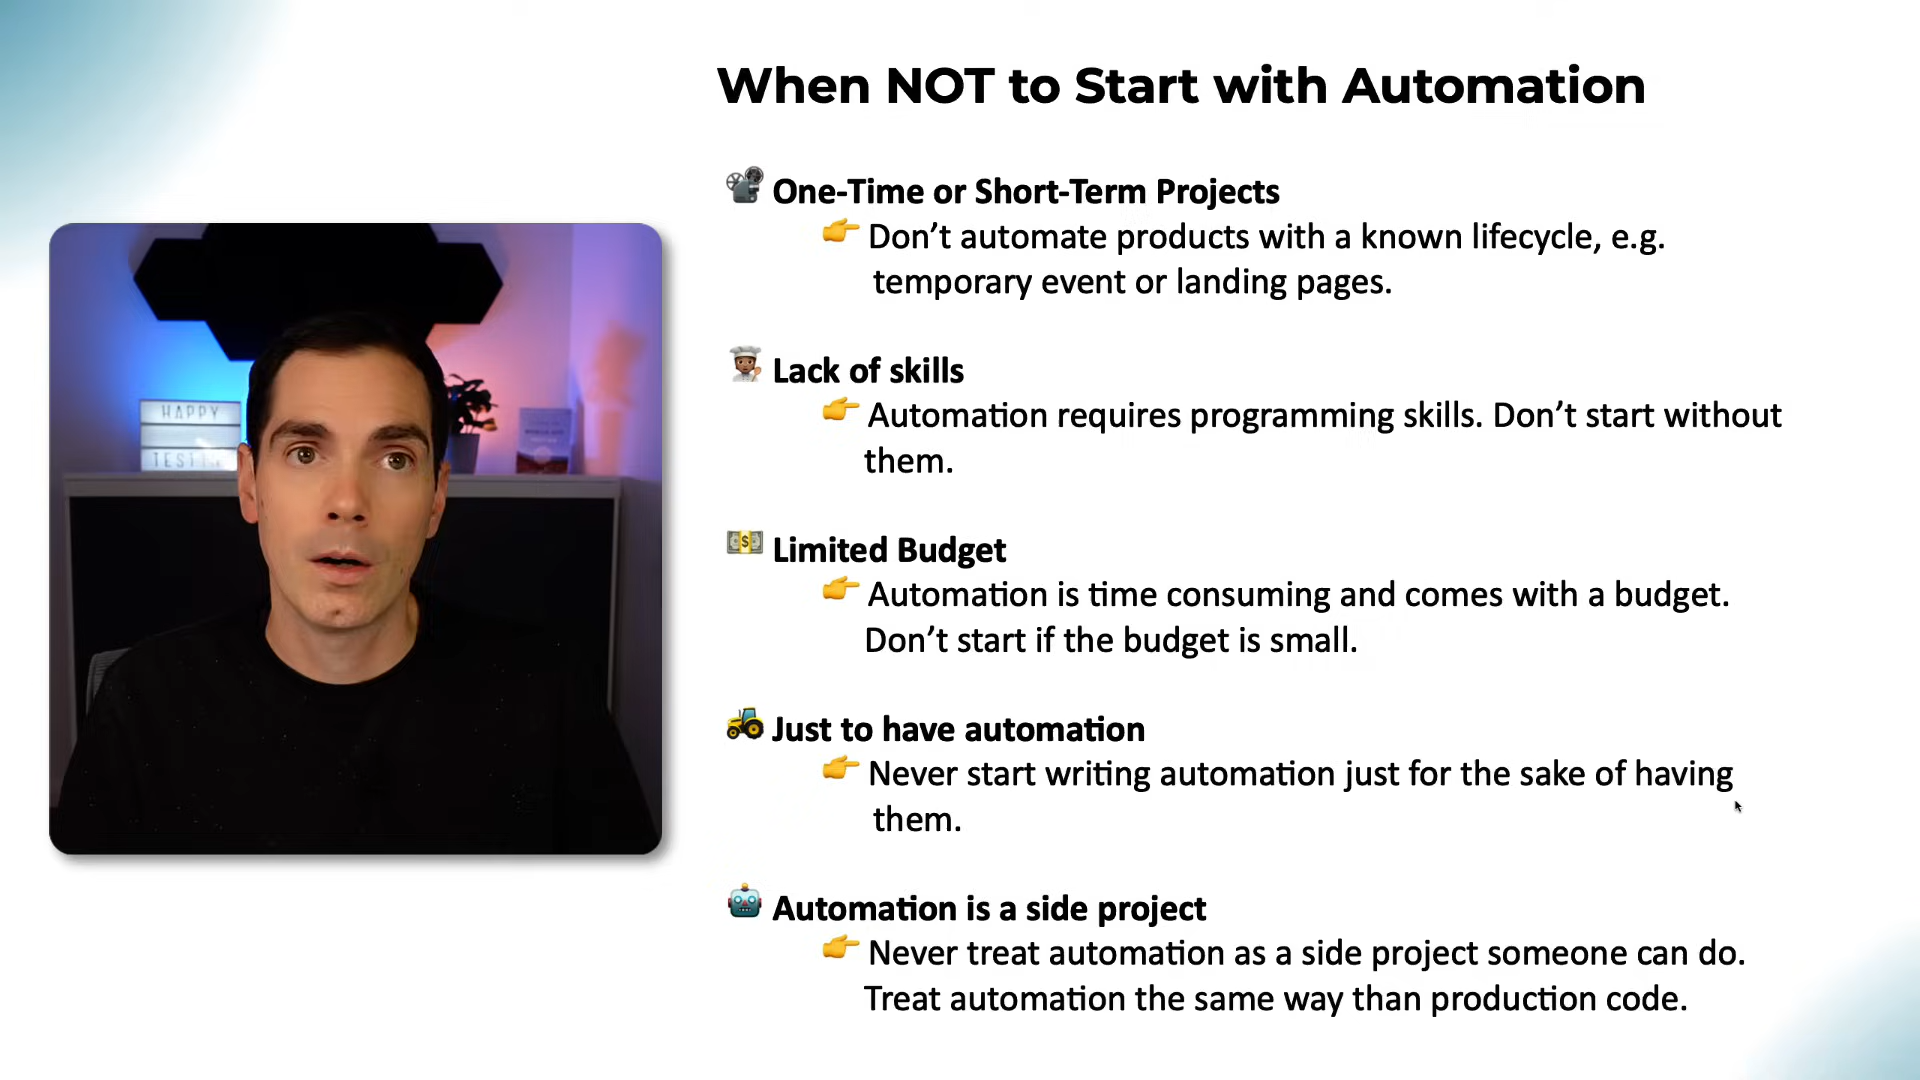 When NOT to Start with Automation
One-Time or Short-Term Projects
Don’t automate products with a known lifecycle, e.g.
temporary event or landing pages.
Lack of skills
Automation requires programming skills. Don’t start without
them.
Limited Budget
Automation is time consuming and comes with a budget.
Don’t start if the budget is small.
Just to have automation
Never start writing automation just for the sake of having
them.
Automation is a side project
Never treat automation as a side project someone can do.
Treat automation the same way than production code.
HAPPY